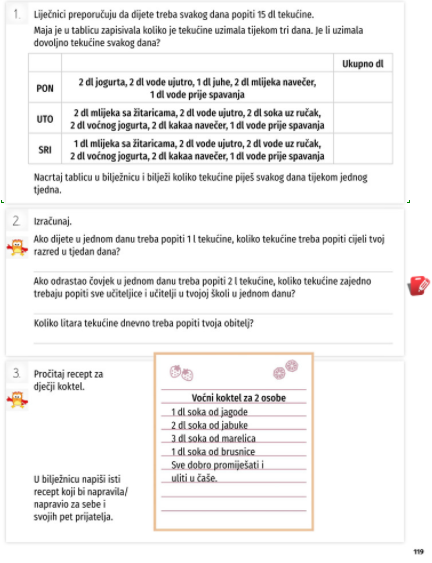 1. Liječnici preporučuju da dijete treba svakog dana popiti 15 dl tekućine.
Maja je u tablicu zapisivala koliko je tekućine uzimala tijekom tri dana. Je li uzimala
dovoljno tekućine svakog dana?
Ukupno dl
PON
2 dl jogurta, 2 dl vode ujutro, 1 dl juhe, 2 dl mlijeka navečer,
1 dl vode prije spavanja
UTO
2 dl mlijeka sa žitaricama, 2 dl vode ujutro, 2 dl soka uz ručak,
2 dl voćnog jogurta, 2 dl kakaa navečer, 1 dl vode prije spavanja
SRI
1 dl mlijeka sa žitaricama, 2 dl vode ujutro, 2 dl vode uz ručak,
2 dl voćnog jogurta, 2 dl kakaa navečer, 1 dl vode prije spavanja
Nacrtaj tablicu u bilježnicu i bilježi koliko tekućine piješ svakog dana tijekom jednog
tjedna.
2. Izračunaj.
Ako dijete u jednom danu treba popiti 1 l tekućine, koliko tekućine treba popiti cijeli tvoj
razred u tjedan dana?
Ako odrastao čovjek u jednom danu treba popiti 2 l tekućine, koliko tekućine zajedno
trebaju popiti sve učiteljice i učitelji u tvojoj školi u jednom danu?
Koliko litara tekućine dnevno treba popiti tvoja obitelj?
3. Pročitaj recept za
dječji koktel.
Voćni koktel za 2 osobe
1 dl soka od jagode
2 dl soka od jabuke
3 dl soka od marelica
1 dl soka od brusnice
Sve dobro promiješati i
uliti u čaše.
U bilježnicu napiši isti
recept koji bi napravila/
napravio za sebe i
svojih pet prijatelja.
119